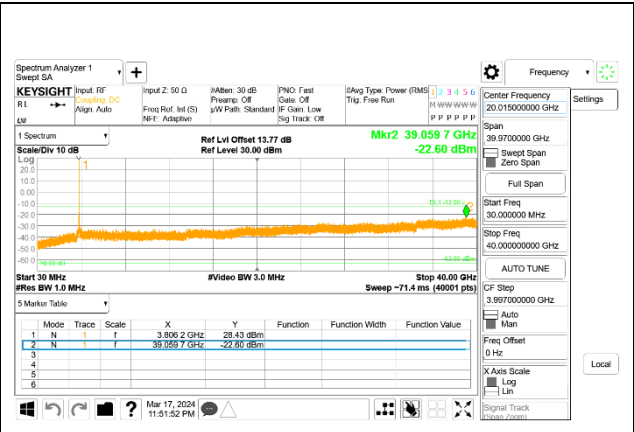 Spectrum Analyzer 1
Swept SA
+
Frequency
KEYSIGHT
Input: RF
Coupling: DC
Align: Auto
Input Z: 50 Ω
Freq Ref: Int (S)
NFE: Adaptive
#Atten: 30 dB
Preamp: Off
µW Path: Standard
PNO: Fast
Gate: Off
IF Gain: Low
Sig Track: Off
#Avg Type: Power (RMS
Trig: Free Run
1 2 3 4 5 6
M W W W W W
P P P P P P
RL
1 Spectrum
Scale/Div 10 dB
Ref Lvl Offset 13.77 dB
Ref Level 30.00 dBm
Mkr2 39.059 7 GHz
-22.60 dBm
Log
20.0
10.0
0.00
-10.0
-20.0
-30.0
-40.0
-50.0
-60.0
1
DL1 -13.00
2
Start 30 MHz
#Res BW 1.0 MHz
#Video BW 3.0 MHz
Stop 40.00 GHz
Sweep ~71.4 ms (40001 pts)
5 Marker Table
Mode Trace Scale X Y Function Function Width Function Value
1 N 1 f 3.806 2 GHz 28.43 dBm
2 N 1 f 39.059 7 GHz -22.60 dBm
3
4
5
6
?
Mar 17, 2024
11:51:52 PM
Center Frequency
20.015000000 GHz
Settings
Span
39.9700000 GHz
Swept Span
Zero Span
Full Span
Start Freq
30.000000 MHz
Stop Freq
40.000000000 GHz
AUTO TUNE
CF Step
3.997000000 GHz
Auto
Man
Freq Offset
0 Hz
X Axis Scale
Log
Lin
Local
Signal Track
(Span Zoom)